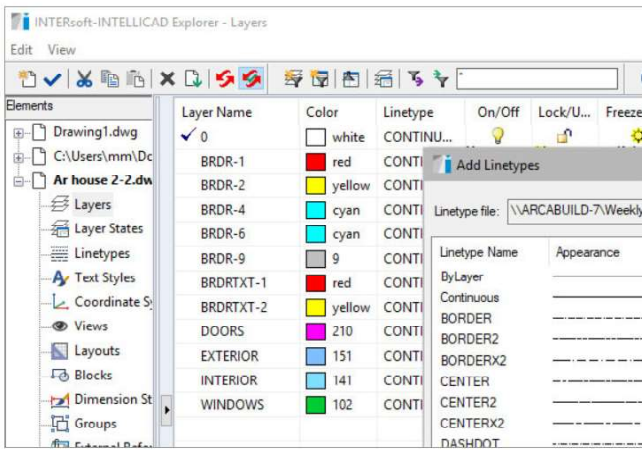 INTERsoft-INTELLICAD Explorer - Layers
Edit View
Elements
Drawing1.dwg
C:\Users\mm\Dc
Ar house 2-2.dw
Layers
Layer States
Linetypes
Text Styles
Coordinate Sy
Views
Layouts
Blocks
Dimension St
Groups
External Refe
Layer Name Color Linetype On/Off Lock/U... Freeze
0 white CONTINU...
BRDR-1 red CONTI
BRDR-2 yellow CONTI
BRDR-4 cyan CONTI
BRDR-6 cyan CONTI
BRDR-9 9 CONTI
BRDRTXT-1 red CONTI
BRDRTXT-2 yellow CONTI
DOORS 210 CONTI
EXTERIOR 151 CONTI
INTERIOR 141 CONTI
WINDOWS 102 CONTI
Add Linetypes
Linetype file: \\ARCABUILD-7\Weekly
Linetype Name Appearance
ByLayer
Continuous
BORDER
BORDER2
BORDERX2
CENTER
CENTER2
CENTERX2
DASHDOT